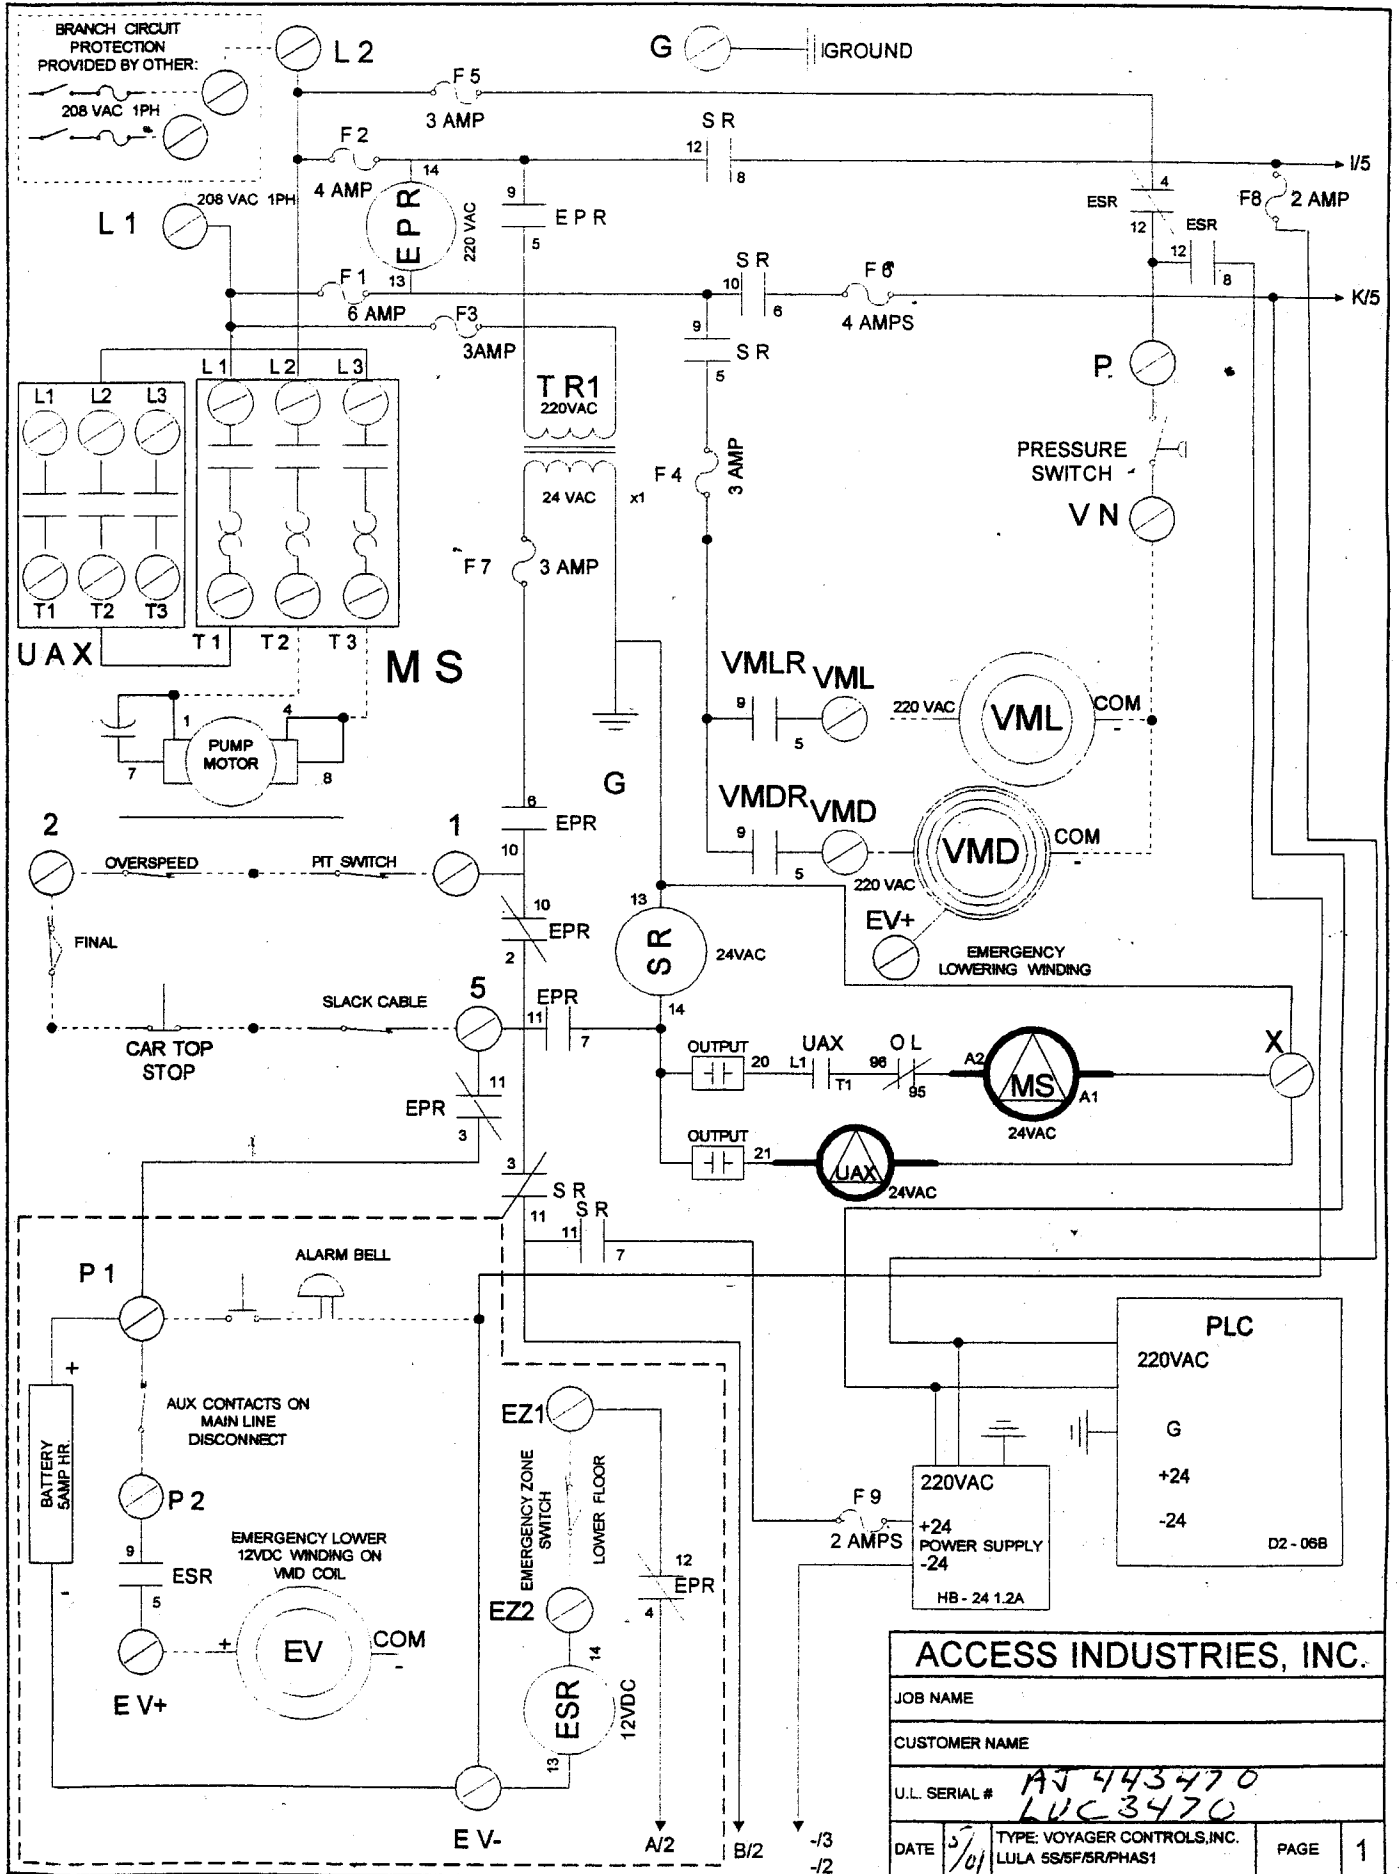 BRANCH CIRCUIT
PROTECTION
PROVIDED BY OTHER:
208 VAC 1PH
L 2
G
GROUND
F 5
3 AMP
S R
12
8
I/5
F 2
4 AMP
14
E P R
220 VAC
13
9
E P R
5
208 VAC 1PH
L 1
ESR
4
12
ESR
12
8
F8
2 AMP
F 1
6 AMP
S R
10
6
F 6
4 AMPS
K/5
F3
3AMP
9
S R
5
L1
L2
L3
T1
T2
T3
U A X
L 1
L 2
L 3
T 1
T 2
T 3
M S
T R1
220VAC
24 VAC
x1
F 4
3 AMP
P.
PRESSURE
SWITCH
V N
F 7
3 AMP
1
4
7
8
PUMP
MOTOR
G
VMLR
VML
9
5
220 VAC
VML
COM
-
VMDR
VMD
9
5
220 VAC
VMD
COM
-
EV+
EMERGENCY
LOWERING WINDING
6
EPR
10
2
OVERSPEED
PIT SWITCH
1
10
EPR
2
FINAL
13
S R
24VAC
14
CAR TOP
STOP
SLACK CABLE
5
EPR
11
7
OUTPUT
20
UAX
L1
T1
O L
96
95
A2
MS
A1
24VAC
X
EPR
11
3
OUTPUT
21
UAX
24VAC
3
S R
11
S R
11
7
P 1
ALARM BELL
+
BATTERY
5AMP HR.
-
AUX CONTACTS ON
MAIN LINE
DISCONNECT
P 2
9
ESR
5
E V+
EMERGENCY LOWER
12VDC WINDING ON
VMD COIL
+
EV
COM
-
EZ1
EMERGENCY ZONE
SWITCH
LOWER FLOOR
EZ2
14
ESR
12VDC
13
12
EPR
4
E V-
A/2
B/2
-/3
-/2
PLC
220VAC
G
+24
-24
D2 - 06B
F 9
2 AMPS
220VAC
+24
POWER SUPPLY
-24
HB - 24 1.2A
ACCESS INDUSTRIES, INC.
JOB NAME
CUSTOMER NAME
U.L. SERIAL # AJ 443470
LUC3470
DATE 5/01
TYPE: VOYAGER CONTROLS,INC.
LULA 5S/5F/5R/PHAS1
PAGE 1